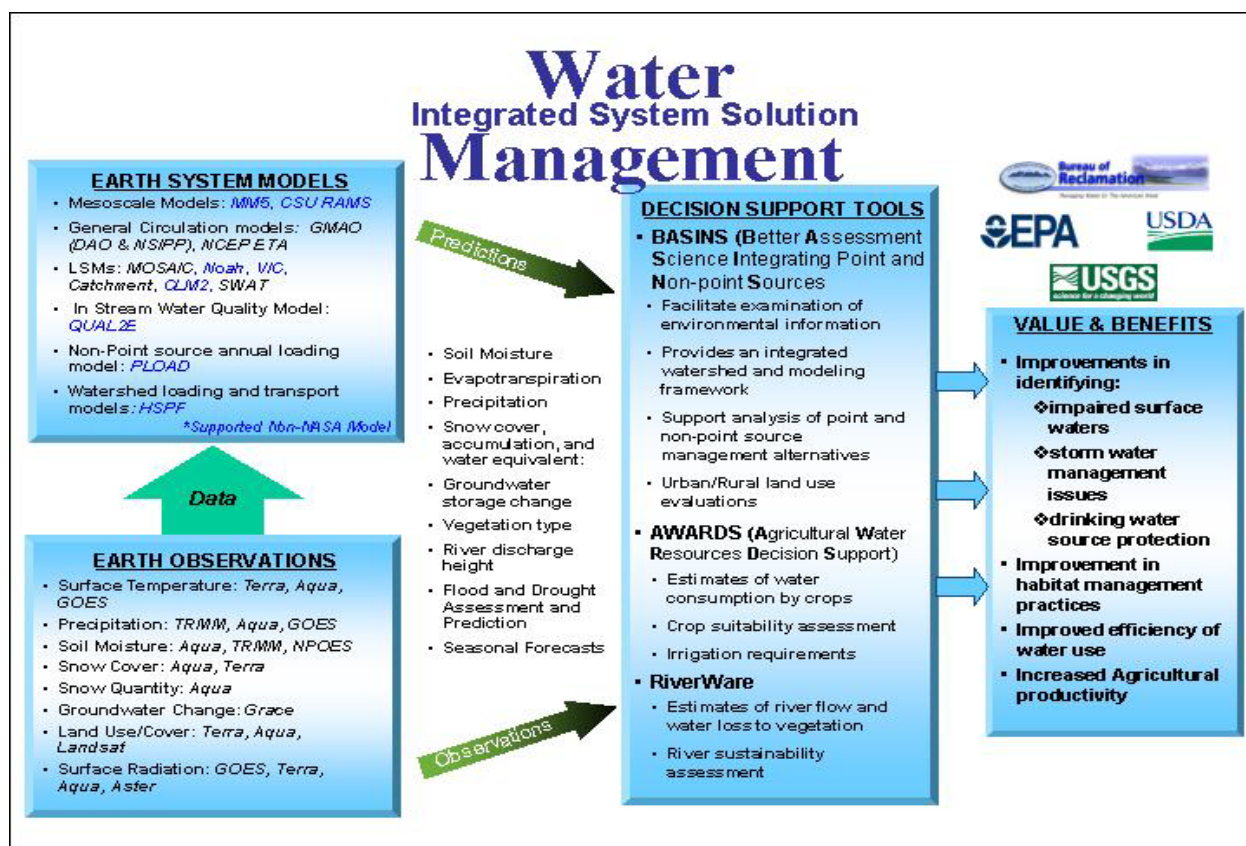 Water
Integrated System Solution
Management
EARTH SYSTEM MODELS
• Mesoscale Models: MM5, CSU RAMS
• General Circulation models: GMAO
(DAO & NSIPP), NCEP ETA
• LSMs: MOSAIC, Noah, VIC,
Catchment, CLM2, SWAT
• In Stream Water Quality Model:
QUAL2E
• Non-Point source annual loading
model: PLOAD
• Watershed loading and transport
models: HSPF
*Supported Non-NASA Model
Data
EARTH OBSERVATIONS
• Surface Temperature: Terra, Aqua,
GOES
• Precipitation: TRMM, Aqua, GOES
• Soil Moisture: Aqua, TRMM, NPOES
• Snow Cover: Aqua, Terra
• Snow Quantity: Aqua
• Groundwater Change: Grace
• Land Use/Cover: Terra, Aqua,
Landsat
• Surface Radiation: GOES, Terra,
Aqua, Aster
Predictions
• Soil Moisture
• Evapotranspiration
• Precipitation
• Snow cover,
accumulation, and
water equivalent:
• Groundwater
storage change
• Vegetation type
• River discharge
height
• Flood and Drought
Assessment and
Prediction
• Seasonal Forecasts
Observations
DECISION SUPPORT TOOLS
• BASINS (Better Assessment
Science Integrating Point and
Non-point Sources
• Facilitate examination of
environmental information
• Provides an integrated
watershed and modeling
framework
• Support analysis of point and
non-point source
management alternatives
• Urban/Rural land use
evaluations
• AWARDS (Agricultural Water
Resources Decision Support)
• Estimates of water
consumption by crops
• Crop suitability assessment
• Irrigation requirements
• RiverWare
• Estimates of river flow and
water loss to vegetation
• River sustainability
assessment
Bureau of
Reclamation
Managing Water in The American West
EPA
USDA
USGS
science for a changing world
VALUE & BENEFITS
• Improvements in
identifying:
❖impaired surface
waters
❖storm water
management
issues
❖drinking water
source protection
• Improvement in
habitat management
practices
• Improved efficiency of
water use
• Increased Agricultural
productivity